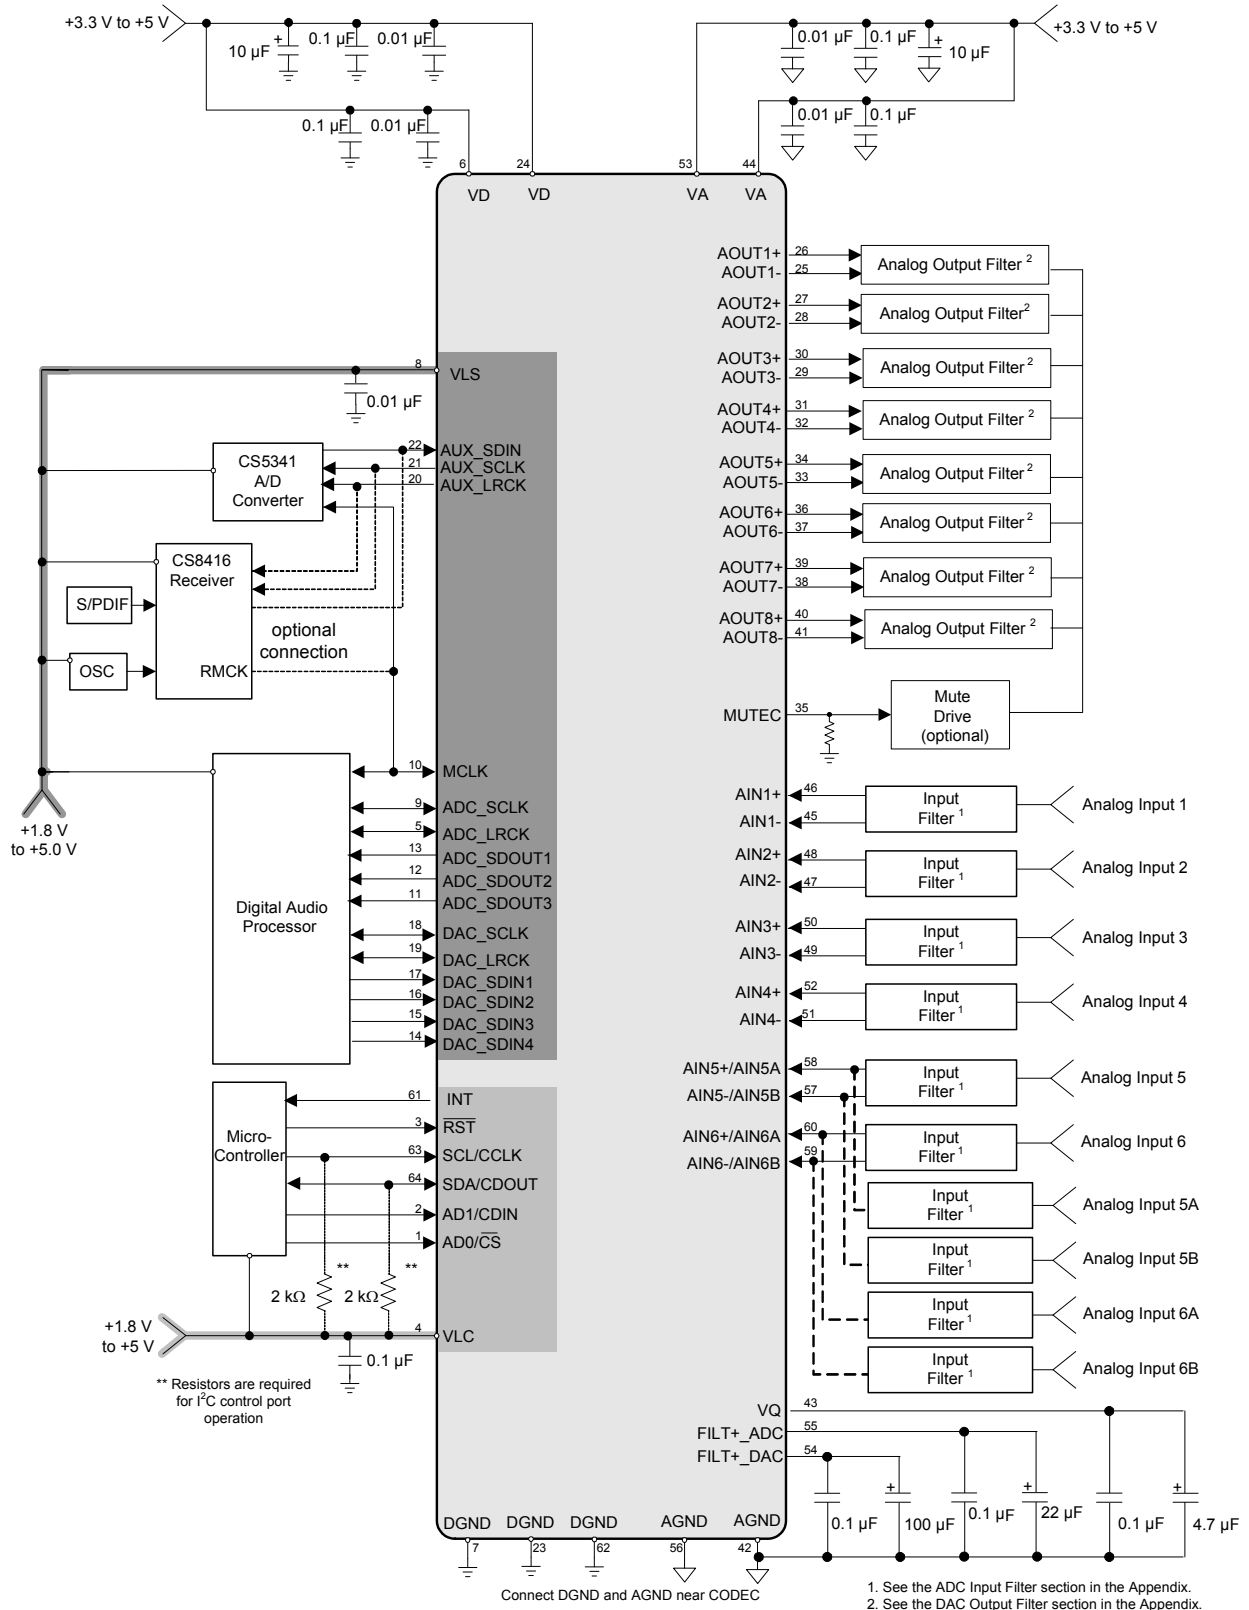 +3.3 V to +5 V
10 µF
+
0.1 µF
0.01 µF
0.1 µF
0.01 µF
+3.3 V to +5 V
0.01 µF
0.1 µF
+
10 µF
0.01 µF
0.1 µF
6
24
53
44
VD
VD
VA
VA
AOUT1+
26
AOUT1-
25
Analog Output Filter 2
AOUT2+
27
AOUT2-
28
Analog Output Filter2
AOUT3+
30
AOUT3-
29
Analog Output Filter 2
AOUT4+
31
AOUT4-
32
Analog Output Filter 2
AOUT5+
34
AOUT5-
33
Analog Output Filter 2
AOUT6+
36
AOUT6-
37
Analog Output Filter 2
AOUT7+
39
AOUT7-
38
Analog Output Filter 2
AOUT8+
40
AOUT8-
41
Analog Output Filter 2
MUTEC
35
Mute
Drive
(optional)
8
VLS
0.01 µF
CS5341
A/D
Converter
22
AUX_SDIN
21
AUX_SCLK
20
AUX_LRCK
CS8416
Receiver
S/PDIF
OSC
RMCK
optional
connection
+1.8 V
to +5.0 V
Digital Audio
Processor
10
MCLK
9
ADC_SCLK
5
ADC_LRCK
13
ADC_SDOUT1
12
ADC_SDOUT2
11
ADC_SDOUT3
18
DAC_SCLK
19
DAC_LRCK
17
DAC_SDIN1
16
DAC_SDIN2
15
DAC_SDIN3
14
DAC_SDIN4
AIN1+
46
AIN1-
45
Input
Filter 1
Analog Input 1
AIN2+
48
AIN2-
47
Input
Filter 1
Analog Input 2
AIN3+
50
AIN3-
49
Input
Filter 1
Analog Input 3
AIN4+
52
AIN4-
51
Input
Filter 1
Analog Input 4
AIN5+/AIN5A
58
AIN5-/AIN5B
57
Input
Filter 1
Analog Input 5
AIN6+/AIN6A
60
AIN6-/AIN6B
59
Input
Filter 1
Analog Input 6
Input
Filter 1
Analog Input 5A
Input
Filter 1
Analog Input 5B
Input
Filter 1
Analog Input 6A
Input
Filter 1
Analog Input 6B
Micro-
Controller
61
INT
3
RST
63
SCL/CCLK
64
SDA/CDOUT
2
AD1/CDIN
1
AD0/CS
**
**
2 kΩ
2 kΩ
+1.8 V
to +5 V
4
VLC
0.1 µF
** Resistors are required
for I2C control port
operation
VQ
43
FILT+_ADC
55
FILT+_DAC
54
0.1 µF
+
100 µF
0.1 µF
+
22 µF
0.1 µF
+
4.7 µF
DGND
DGND
DGND
AGND
AGND
7
23
62
56
42
Connect DGND and AGND near CODEC
1. See the ADC Input Filter section in the Appendix.
2. See the DAC Output Filter section in the Appendix.